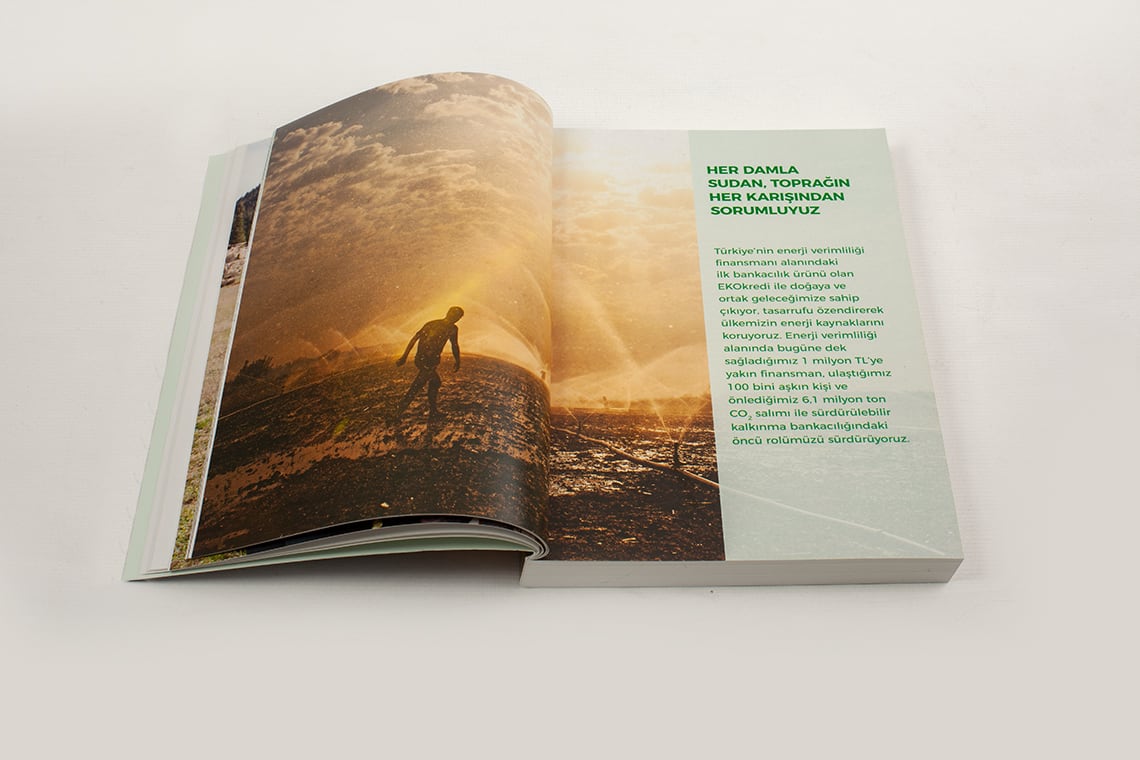 HER DAMLA
SUDAN, TOPRAĞIN
HER KARIŞINDAN
SORUMLUYUZ
Türkiye'nin enerji verimliliği
finansmanı alanındaki
ilk bankacılık ürünü olan
EKOkredi ile doğaya ve
ortak geleceğimize sahip
çıkıyor, tasarrufu özendirerek
ülkemizin enerji kaynaklarını
koruyoruz. Enerji verimliliği
alanında bugüne dek
sağladığımız 1 milyon TL'ye
yakın finansman, ulaştığımız
100 bini aşkın kişi ve
önlediğimiz 6,1 milyon ton
CO₂ salımı ile sürdürülebilir
kalkınma bankacılığındaki
öncü rolümüzü sürdürüyoruz.